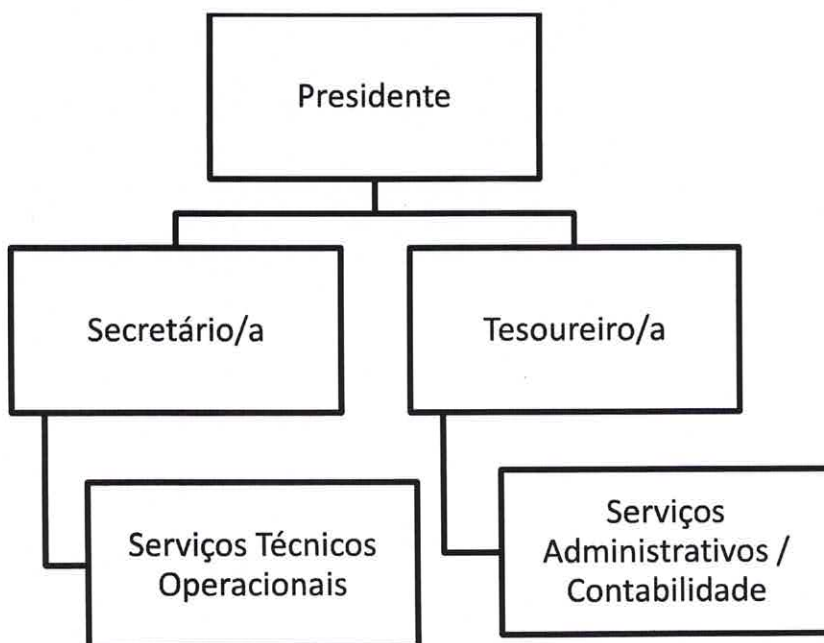 Presidente
Secretário/a
Tesoureiro/a
Serviços Técnicos
Operacionais
Serviços
Administrativos /
Contabilidade